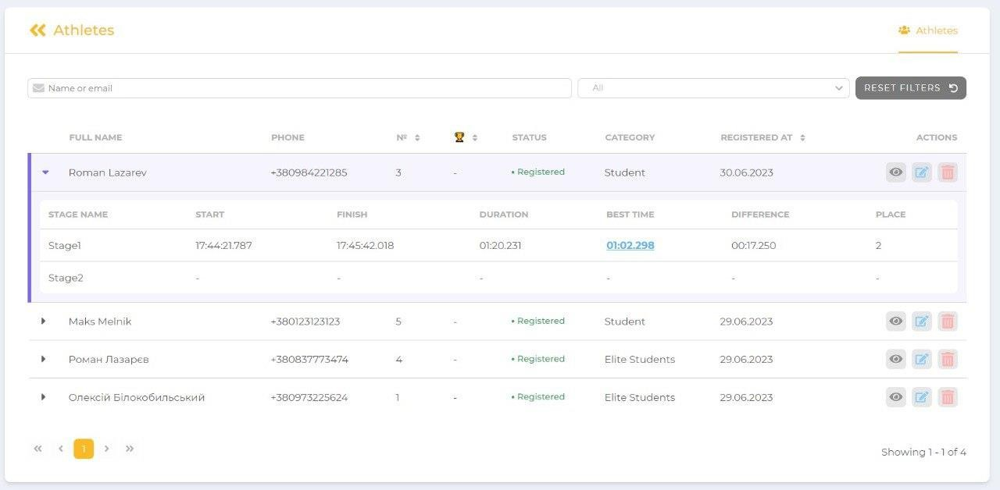 Athletes
Athletes
Name or email
All
RESET FILTERS
FULL NAME PHONE № STATUS CATEGORY REGISTERED AT ACTIONS
Roman Lazarev +380984221285 3 - • Registered Student 30.06.2023
STAGE NAME START FINISH DURATION BEST TIME DIFFERENCE PLACE
Stage1 17:44:21.787 17:45:42.018 01:20.231 01:02.298 00:17.250 2
Stage2 - - - - - -
Maks Melnik +380123123123 5 - • Registered Student 29.06.2023
Роман Лазарєв +380837773474 4 - • Registered Elite Students 29.06.2023
Олексій Білокобильський +380973225624 1 - • Registered Elite Students 29.06.2023
« ‹ 1 › »
Showing 1 - 1 of 4